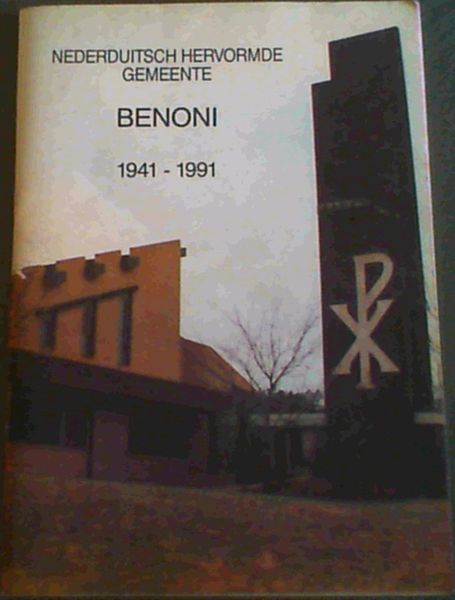 NEDERDUITSCH HERVORMDE
GEMEENTE
BENONI
1941 - 1991